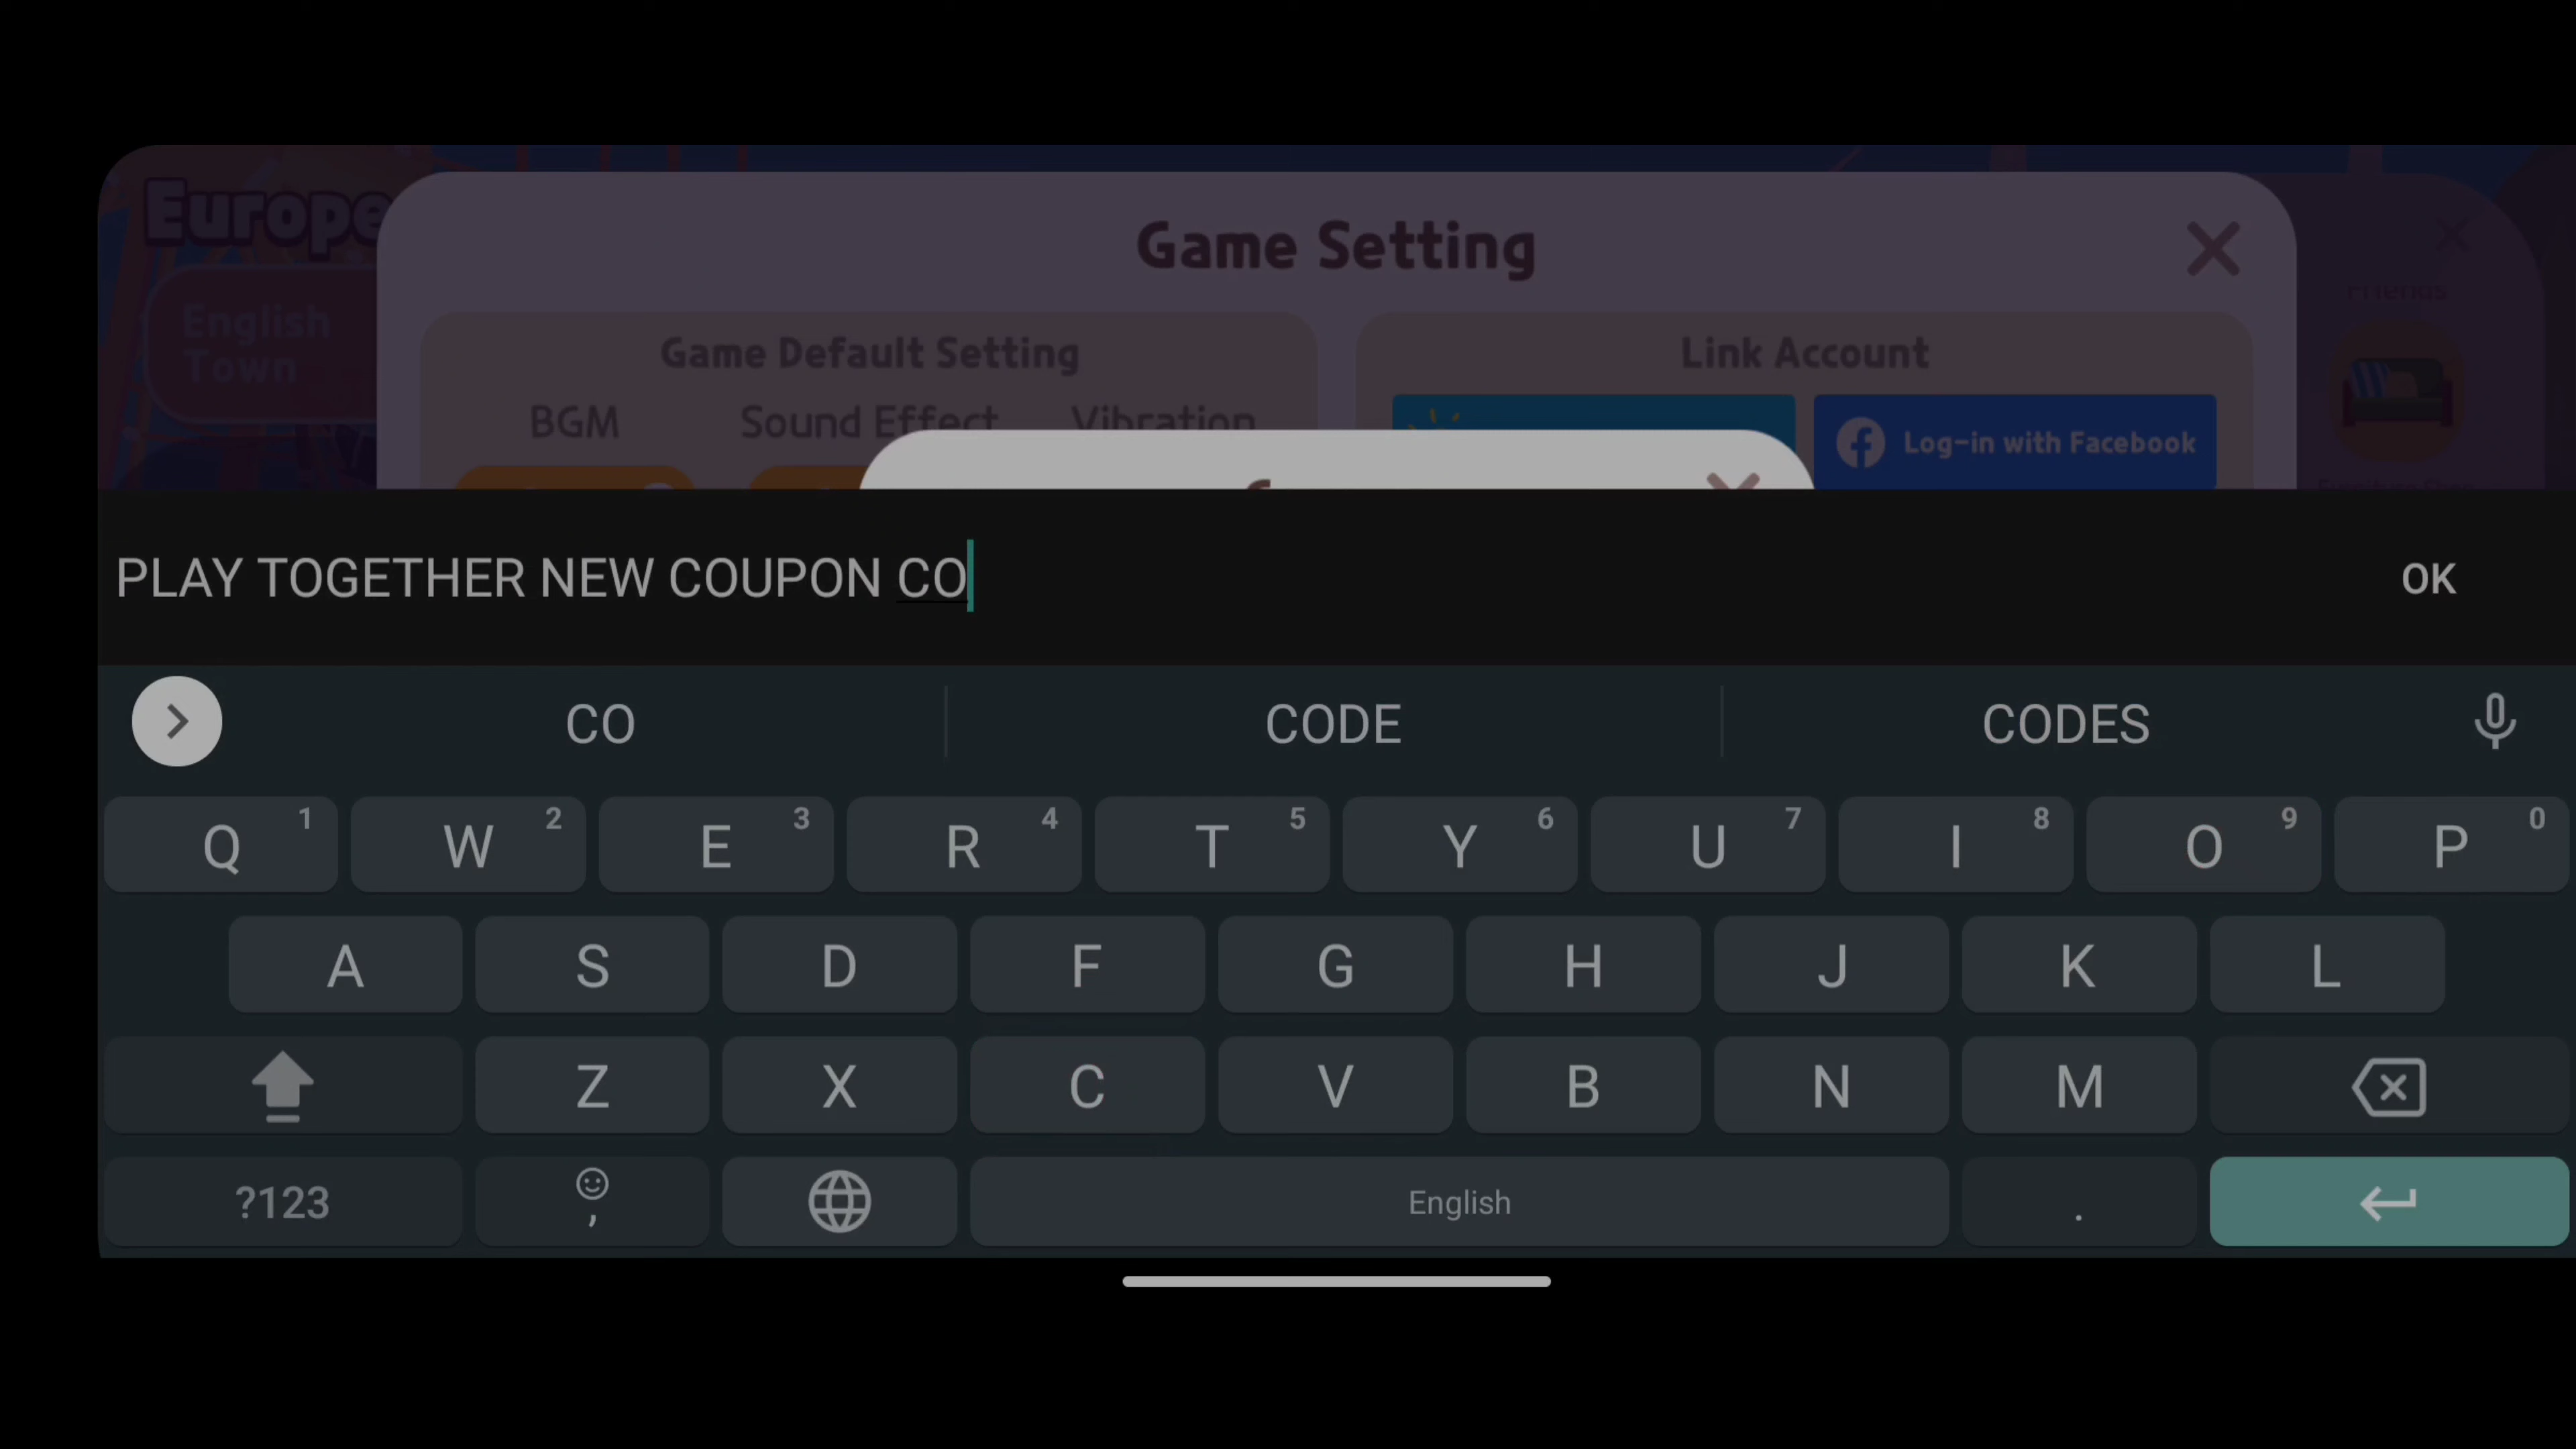 Europe
English
Town
Game Setting
Game Default Setting
BGM Sound Effect Vibration
Link Account
Log-in with Facebook
Friends
PLAY TOGETHER NEW COUPON CO
OK
CO CODE CODES
Q 1 W 2 E 3 R 4 T 5 Y 6 U 7 I 8 O 9 P 0
A S D F G H J K L
Z X C V B N M
?123 , English .